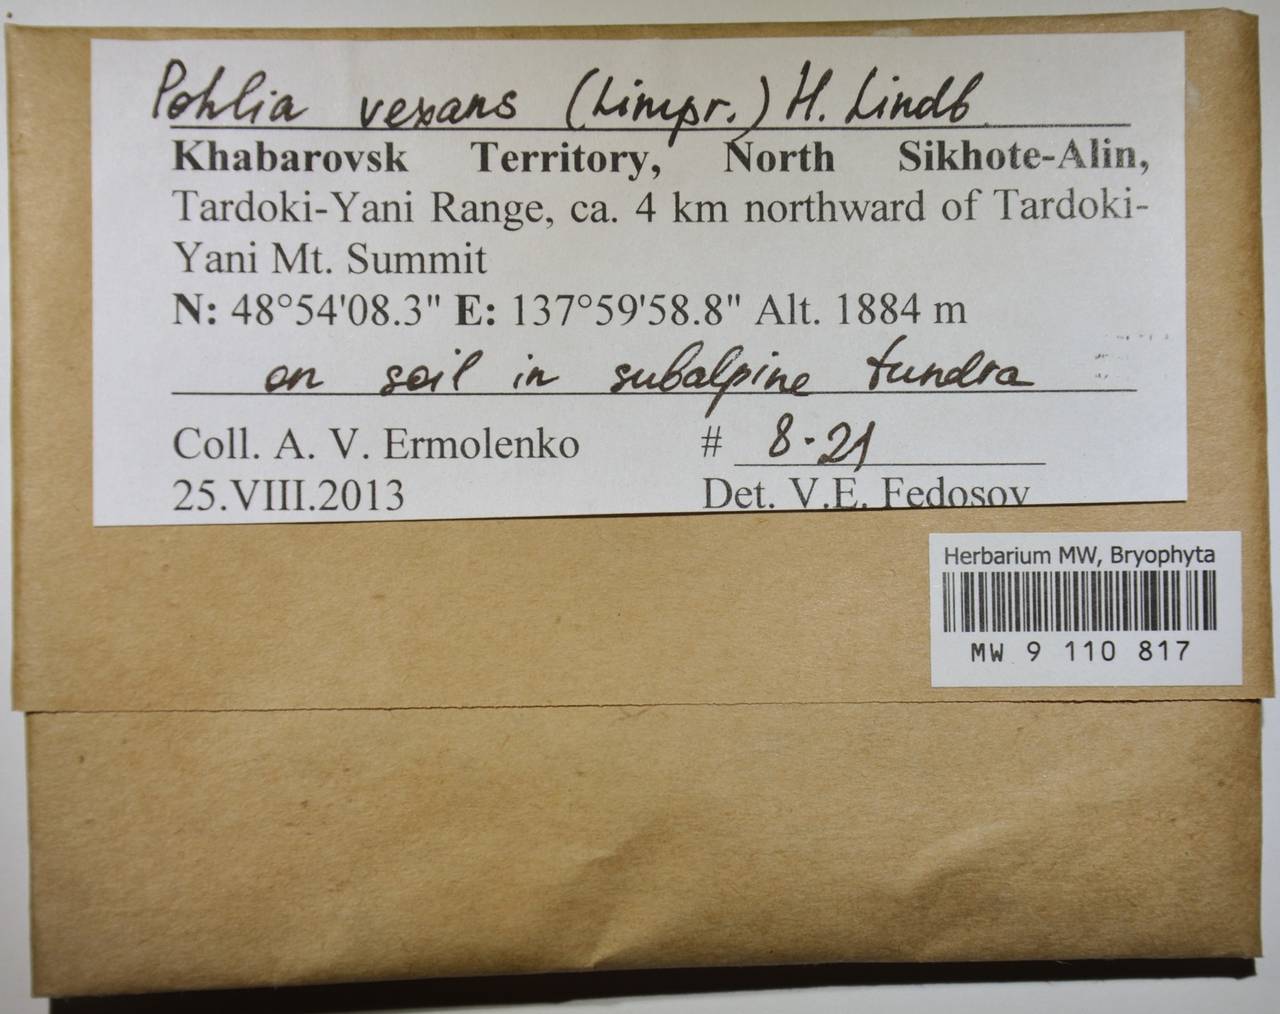 Pohlia vexans (Limpr.) H. Lindb.
Khabarovsk Territory, North Sikhote-Alin,
Tardoki-Yani Range, ca. 4 km northward of Tardoki-
Yani Mt. Summit
N: 48°54'08.3" E: 137°59'58.8" Alt. 1884 m
on soil in subalpine tundra
Coll. A. V. Ermolenko # 8-21
25.VIII.2013 Det. V.E. Fedosov
Herbarium MW, Bryophyta
MW 9 110 817